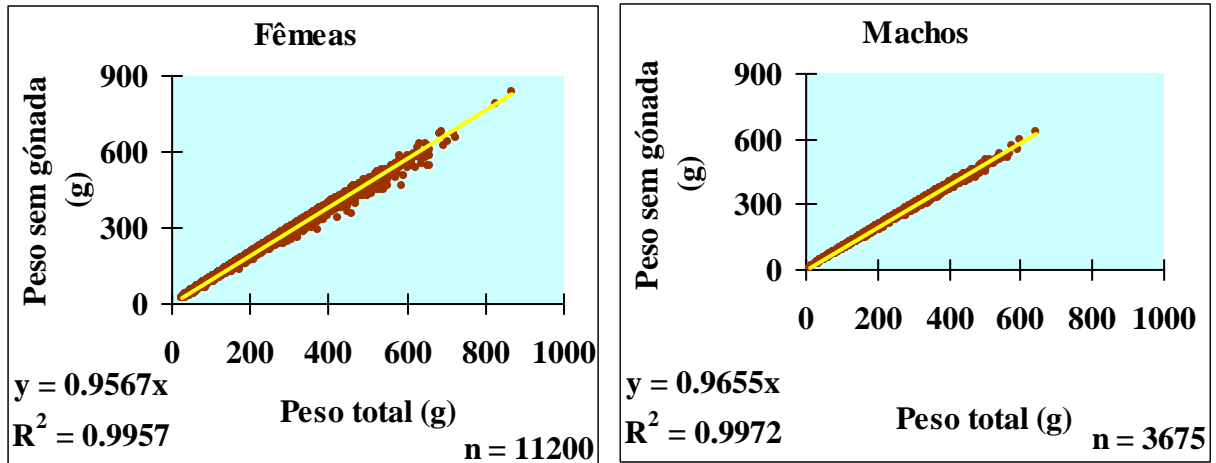 Fêmeas
Peso sem gónada
(g)
900
600
300
0
0 200 400 600 800 1000
Peso total (g)
y = 0.9567x
R² = 0.9957
n = 11200
Machos
Peso sem gónada
(g)
900
600
300
0
0 200 400 600 800 1000
Peso total (g)
y = 0.9655x
R² = 0.9972
n = 3675